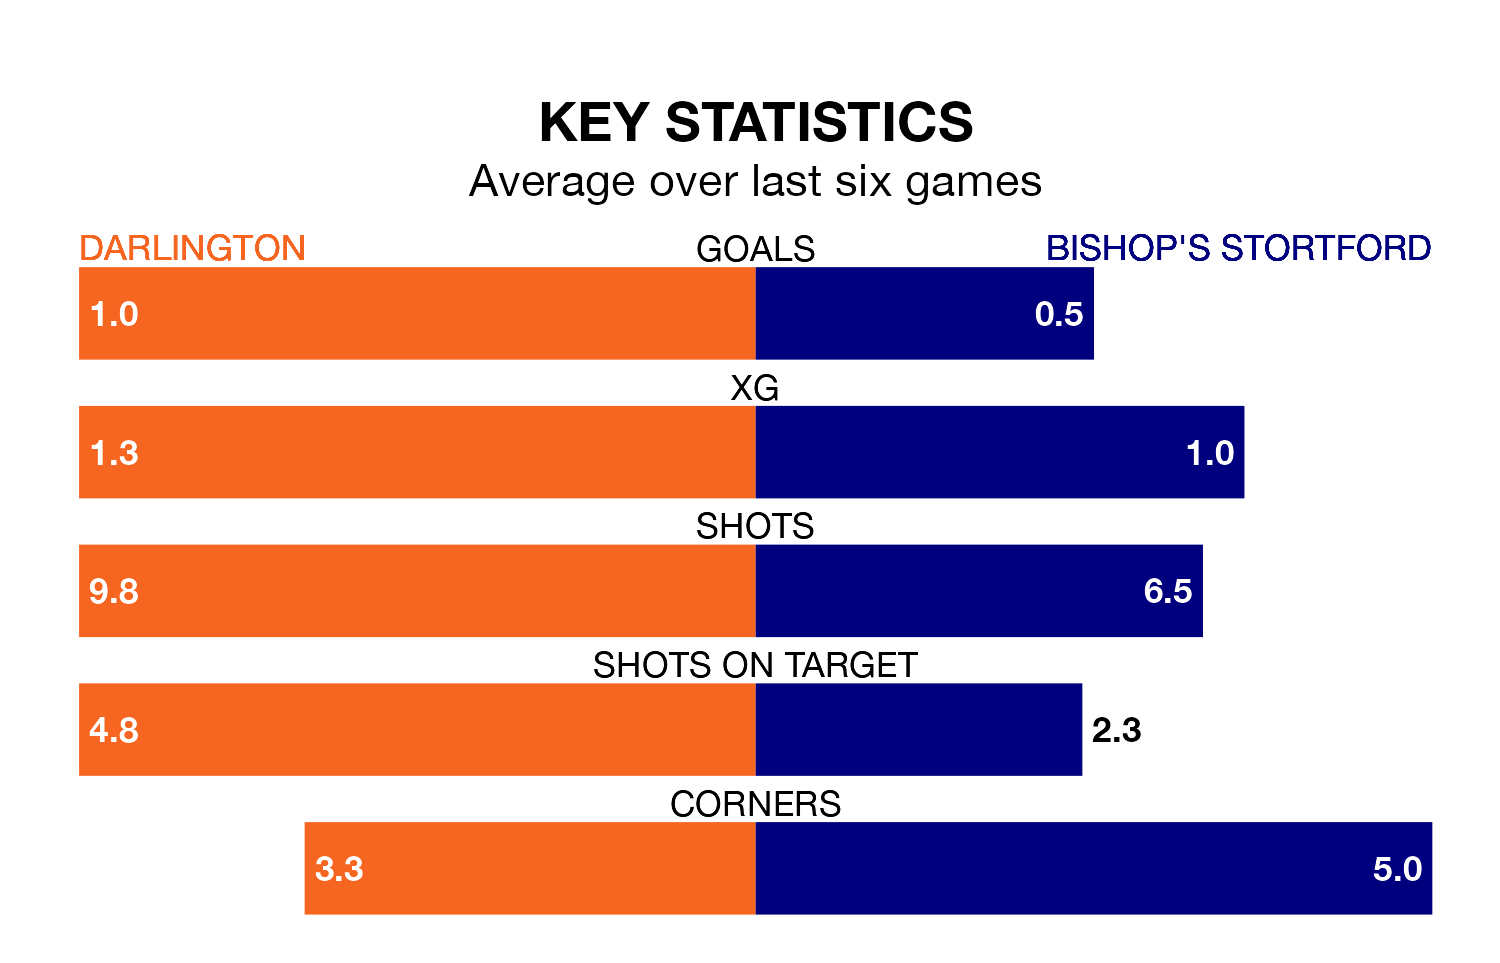 KEY STATISTICS
Average over last six games
DARLINGTON GOALS BISHOP'S STORTFORD
1.0 0.5
XG
1.3 1.0
SHOTS
9.8 6.5
SHOTS ON TARGET
4.8 2.3
CORNERS
3.3 5.0